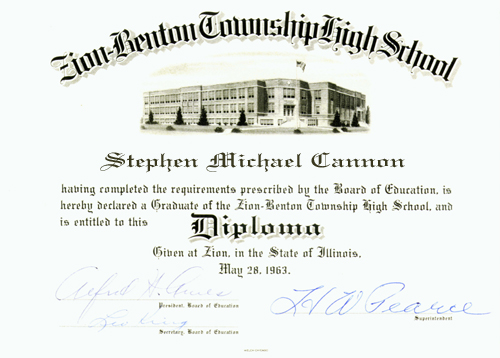 Zion-Benton Township High School
Stephen Michael Cannon
having completed the requirements prescribed by the Board of Education, is
hereby declared a Graduate of the Zion-Benton Township High School, and
is entitled to this Diploma
Given at Zion, in the State of Illinois,
May 28, 1963.
President, Board of Education
H W Pearce
Superintendent
Secretary, Board of Education